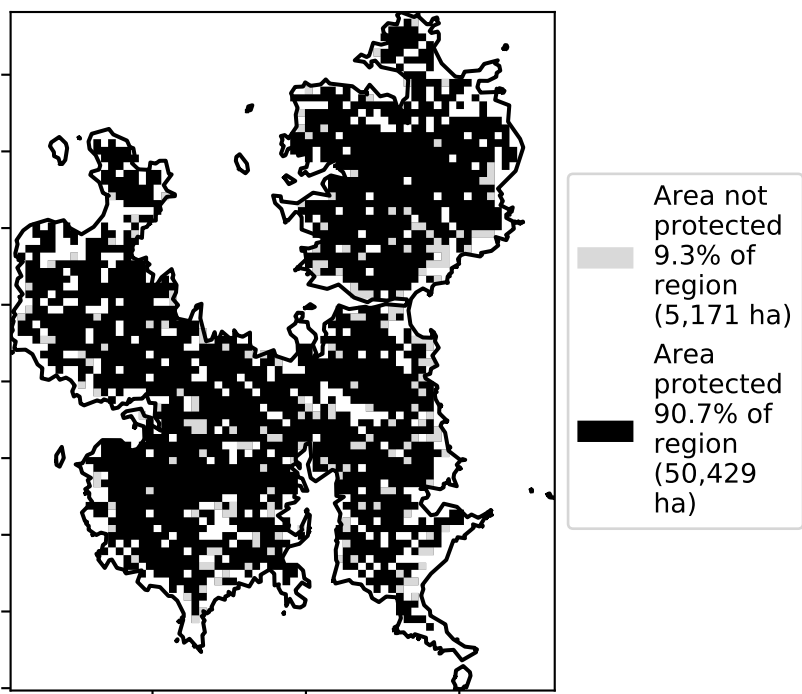 Area not
protected
9.3% of
region
(5,171 ha)
Area
protected
90.7% of
region
(50,429
ha)